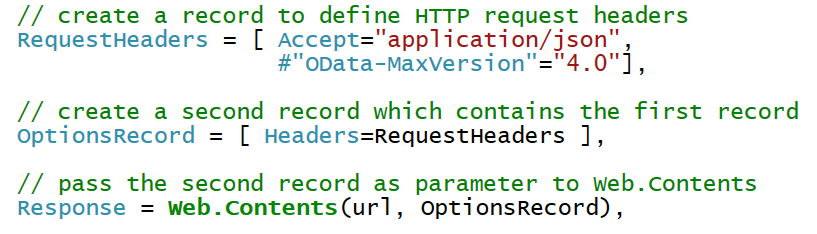 // create a record to define HTTP request headers
RequestHeaders = [ Accept="application/json",
                   #"OData-MaxVersion"="4.0"],
// create a second record which contains the first record
OptionsRecord = [ Headers=RequestHeaders ],
// pass the second record as parameter to Web.Contents
Response = Web.Contents(url, OptionsRecord),